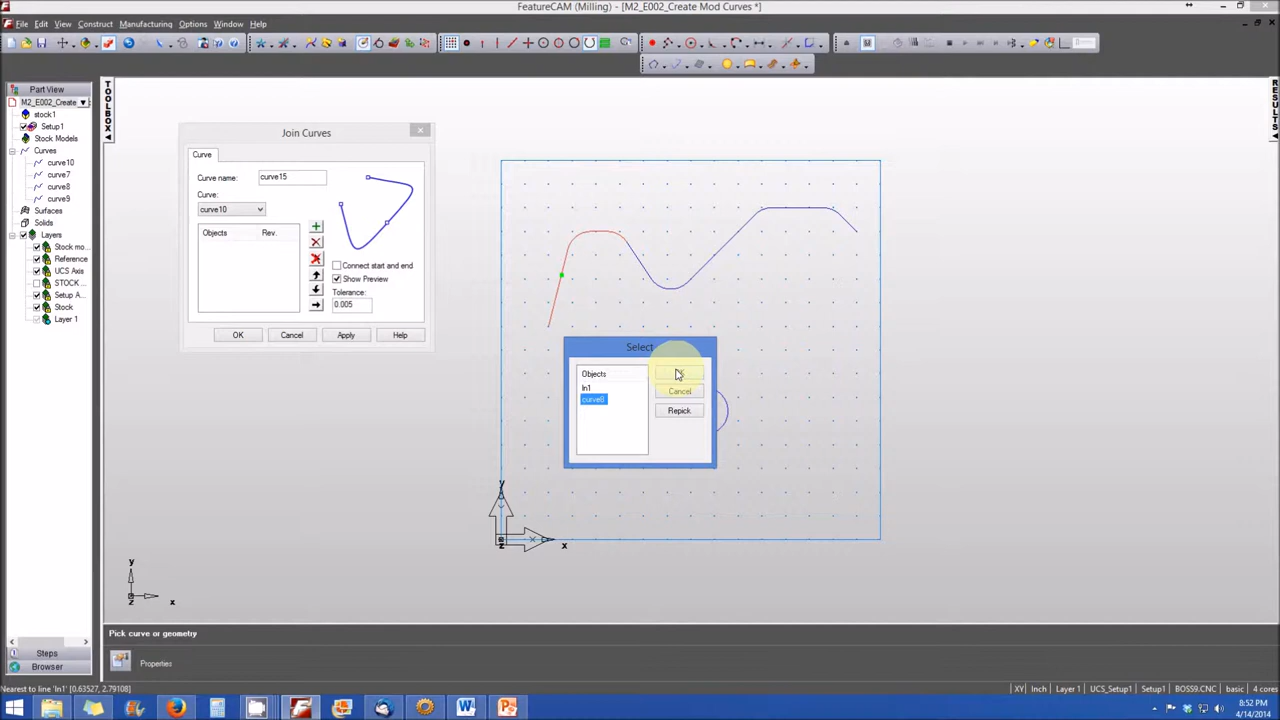 FeatureCAM (Milling) - [M2_E002_Create Mod Curves *]
File Edit View Construct Manufacturing Options Window Help
TOOLBOX
RESULTS
Part View
M2_E002_Create
stock1
Setup1
Stock Models
Curves
curve10
curve7
curve8
curve9
Surfaces
Solids
Layers
Stock mo...
Reference
UCS Axis
STOCK ...
Setup A...
Stock
Layer 1
Steps
Browser
Join Curves
Curve
Curve name: curve15
Curve:
curve10
Objects Rev.
Connect start and end
Show Preview
Tolerance:
0.005
OK Cancel Apply Help
Select
Objects
ln1
curve8
Cancel
Repick
y
z
x
y
z
x
Pick curve or geometry
Properties
Nearest to line 'ln1' (0.63527, 2.79108)
XY Inch Layer 1 UCS_Setup1 Setup1 BOSS9.CNC basic 4 cores
8:52 PM
4/14/2014